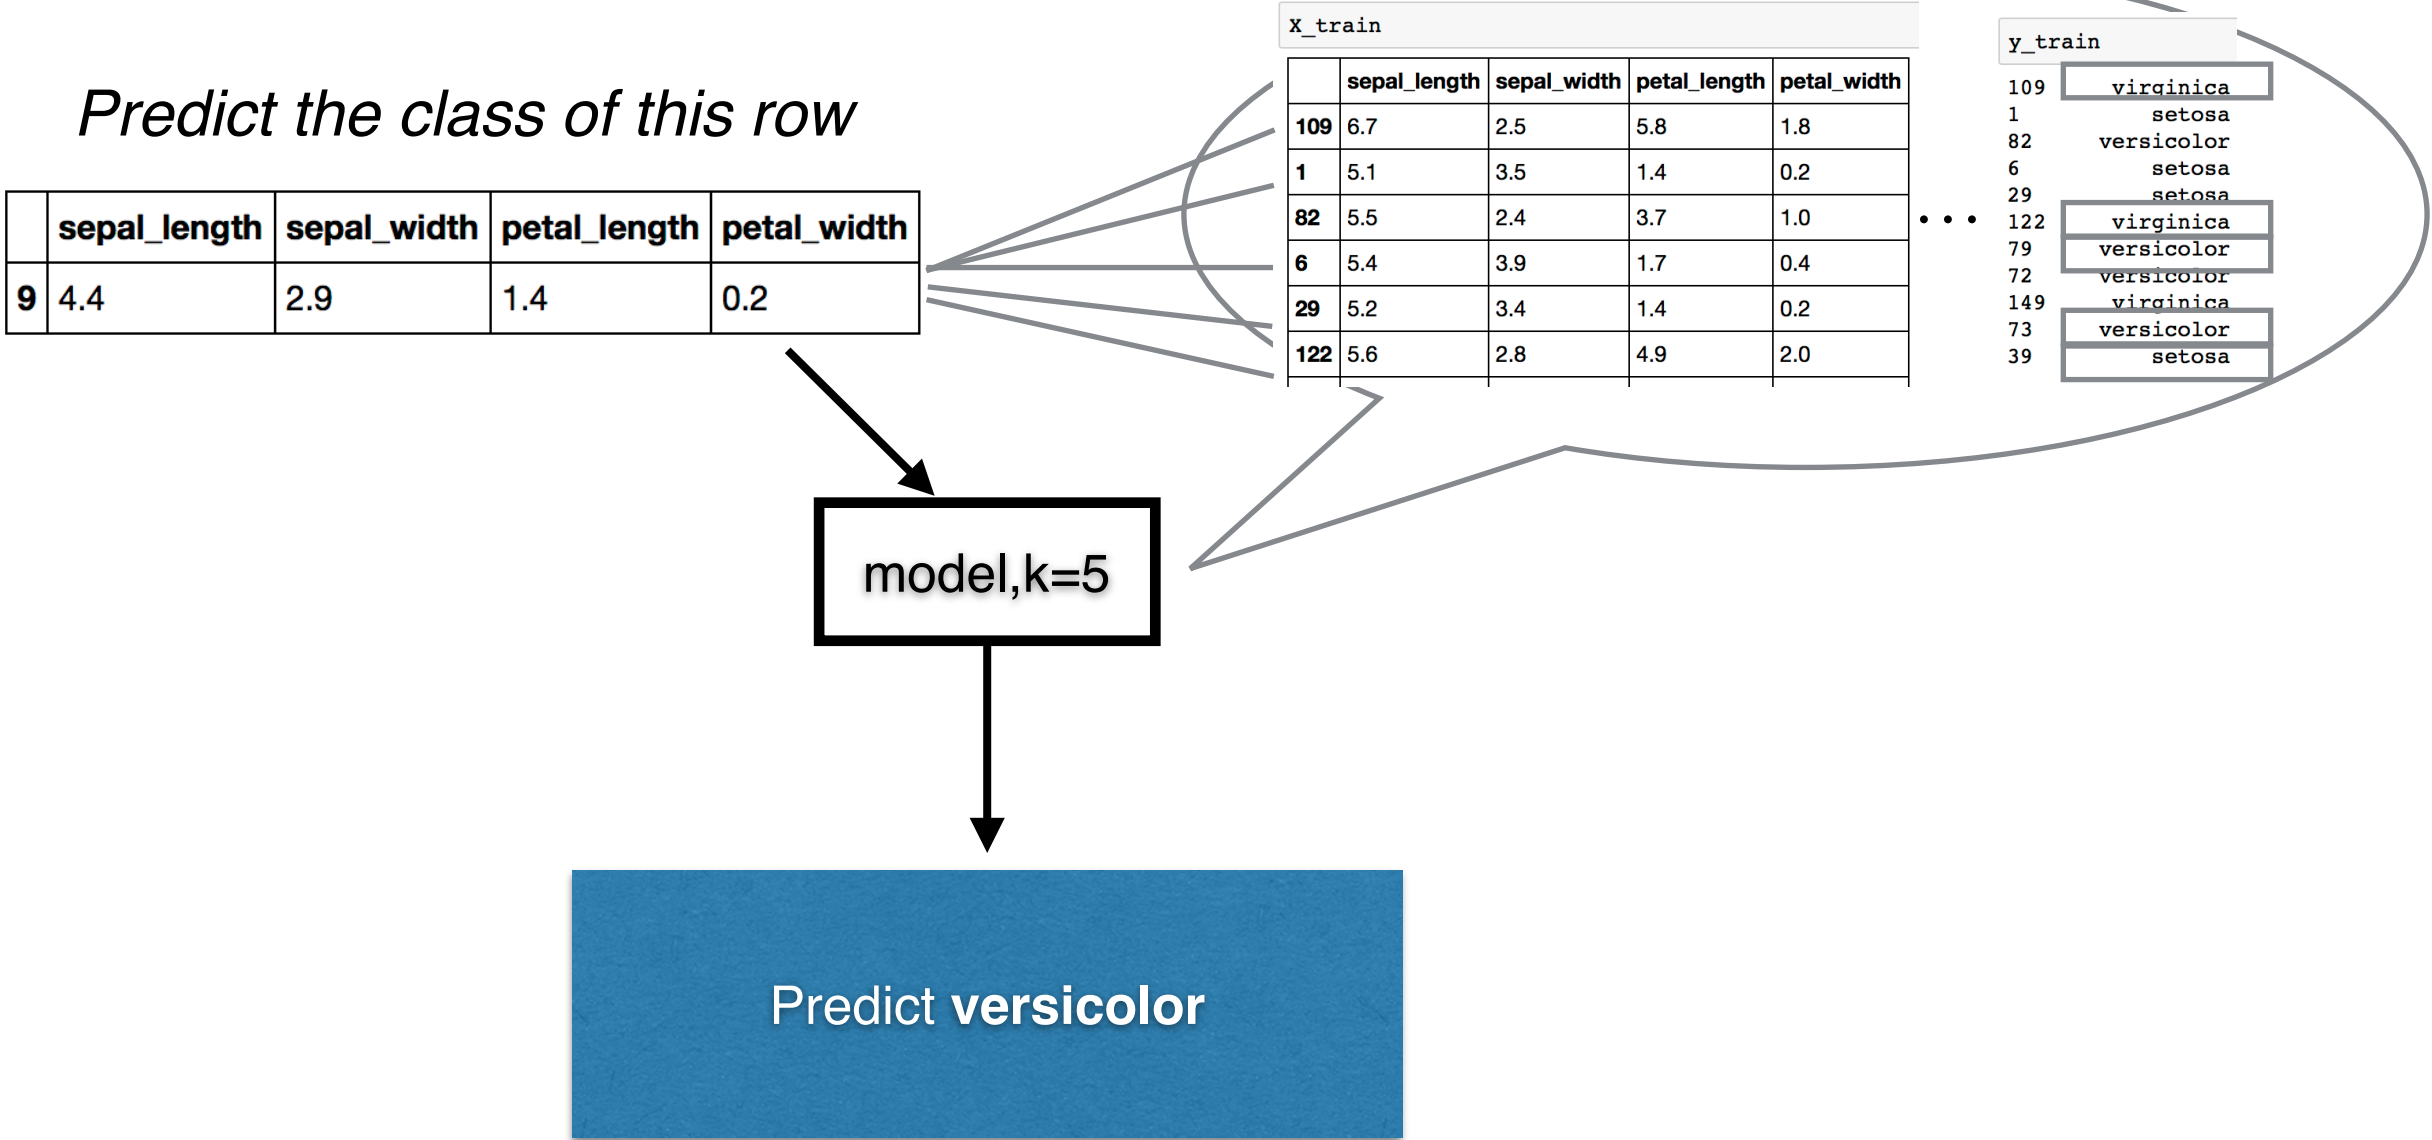 Predict the class of this row
sepal_length sepal_width petal_length petal_width
9 4.4 2.9 1.4 0.2
X_train
sepal_length sepal_width petal_length petal_width
109 6.7 2.5 5.8 1.8
1 5.1 3.5 1.4 0.2
82 5.5 2.4 3.7 1.0
6 5.4 3.9 1.7 0.4
29 5.2 3.4 1.4 0.2
122 5.6 2.8 4.9 2.0
...
y_train
109 virginica
1 setosa
82 versicolor
6 setosa
29 setosa
122 virginica
79 versicolor
72 versicolor
149 virginica
73 versicolor
39 setosa
model,k=5
Predict versicolor